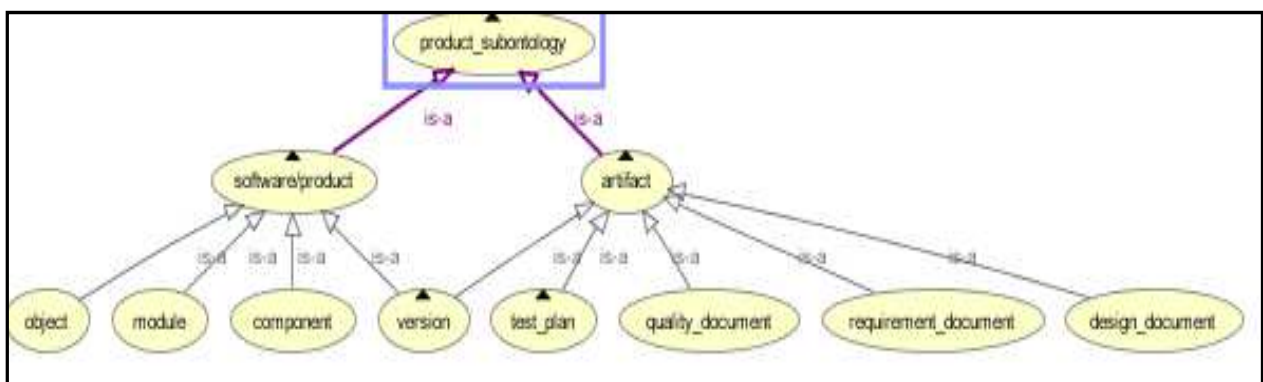 product_subontology
is-a is-a
software/product artifact
is-a is-a is-a is-a is-a is-a is-a is-a is-a
object module component version test_plan quality_document requirement_document design_document